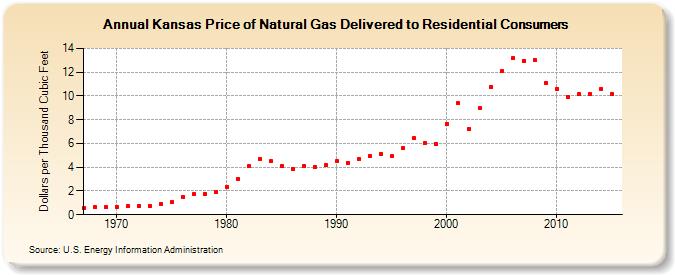 Annual Kansas Price of Natural Gas Delivered to Residential Consumers
Dollars per Thousand Cubic Feet
14
12
10
8
6
4
2
0
1970 1980 1990 2000 2010
Source: U.S. Energy Information Administration